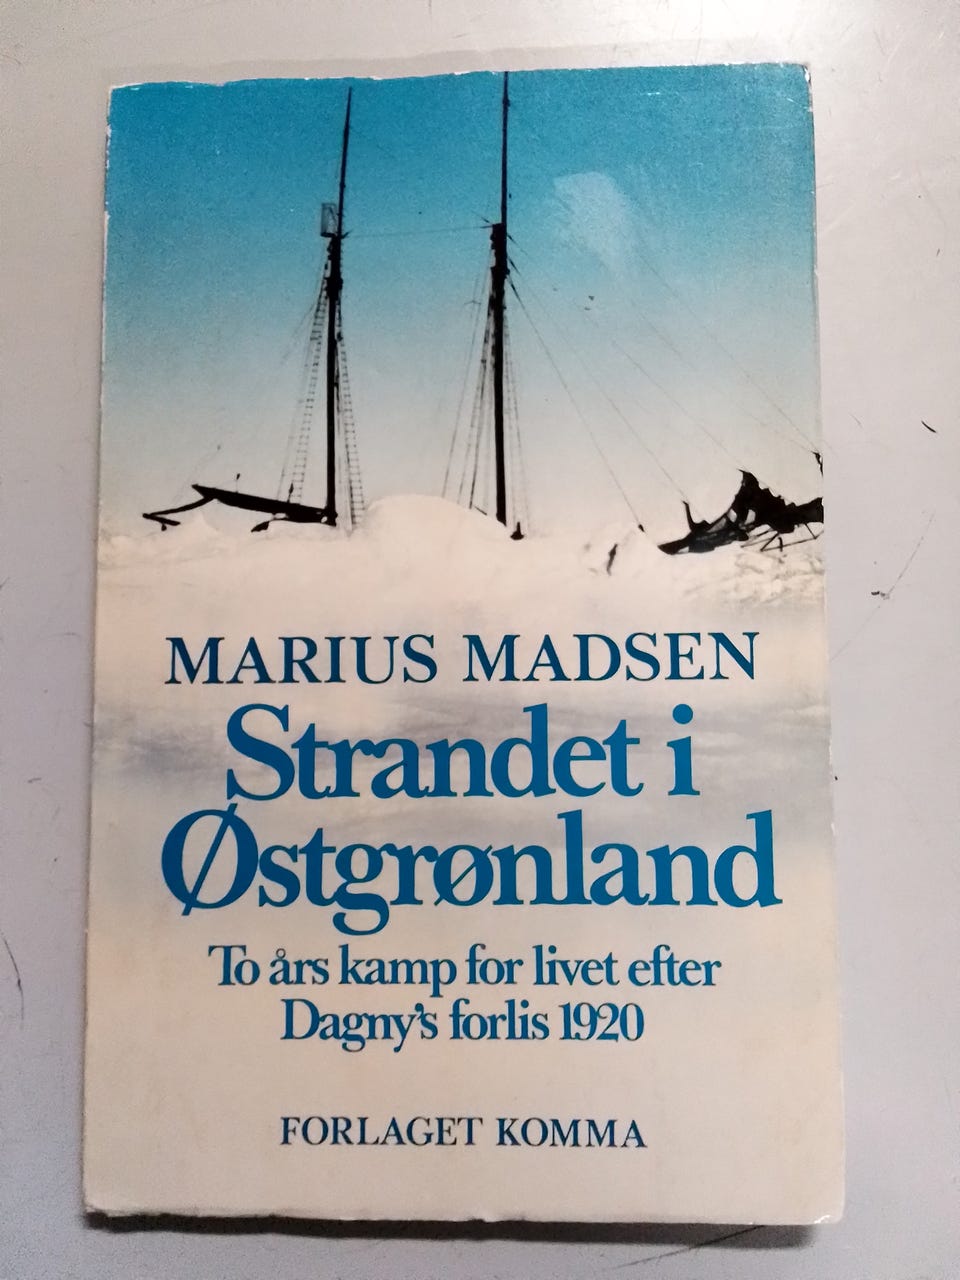 MARIUS MADSEN
Strandet i
Østgrønland
To års kamp for livet efter
Dagny's forlis 1920
FORLAGET KOMMA